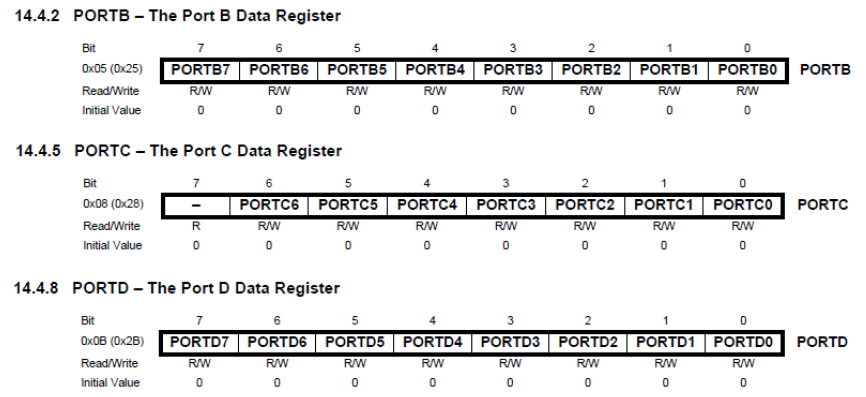 14.4.2 PORTB – The Port B Data Register
Bit 7 6 5 4 3 2 1 0
0x05 (0x25) PORTB7 PORTB6 PORTB5 PORTB4 PORTB3 PORTB2 PORTB1 PORTB0 PORTB
Read/Write R/W R/W R/W R/W R/W R/W R/W R/W
Initial Value 0 0 0 0 0 0 0 0
14.4.5 PORTC – The Port C Data Register
Bit 7 6 5 4 3 2 1 0
0x08 (0x28) – PORTC6 PORTC5 PORTC4 PORTC3 PORTC2 PORTC1 PORTC0 PORTC
Read/Write R R/W R/W R/W R/W R/W R/W R/W
Initial Value 0 0 0 0 0 0 0 0
14.4.8 PORTD – The Port D Data Register
Bit 7 6 5 4 3 2 1 0
0x0B (0x2B) PORTD7 PORTD6 PORTD5 PORTD4 PORTD3 PORTD2 PORTD1 PORTD0 PORTD
Read/Write R/W R/W R/W R/W R/W R/W R/W R/W
Initial Value 0 0 0 0 0 0 0 0